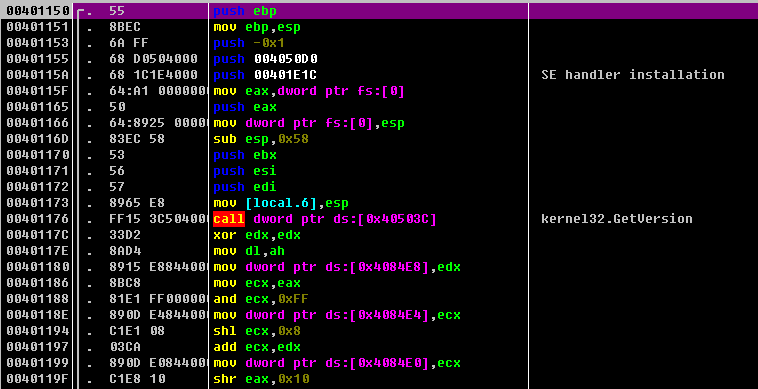 00401150 . 55 push ebp
00401151 . 8BEC mov ebp,esp
00401153 . 6A FF push -0x1
00401155 . 68 D0504000 push 004050D0
0040115A . 68 1C1E4000 push 00401E1C SE handler installation
0040115F . 64:A1 0000000 mov eax,dword ptr fs:[0]
00401165 . 50 push eax
00401166 . 64:8925 00000 mov dword ptr fs:[0],esp
0040116D . 83EC 58 sub esp,0x58
00401170 . 53 push ebx
00401171 . 56 push esi
00401172 . 57 push edi
00401173 . 8965 E8 mov [local.6],esp
00401176 . FF15 3C504000 call dword ptr ds:[0x40503C] kernel32.GetVersion
0040117C . 33D2 xor edx,edx
0040117E . 8AD4 mov dl,ah
00401180 . 8915 E8844000 mov dword ptr ds:[0x4084E8],edx
00401186 . 8BC8 mov ecx,eax
00401188 . 81E1 FF000000 and ecx,0xFF
0040118E . 890D E4844000 mov dword ptr ds:[0x4084E4],ecx
00401194 . C1E1 08 shl ecx,0x8
00401197 . 03CA add ecx,edx
00401199 . 890D E0844000 mov dword ptr ds:[0x4084E0],ecx
0040119F . C1E8 10 shr eax,0x10